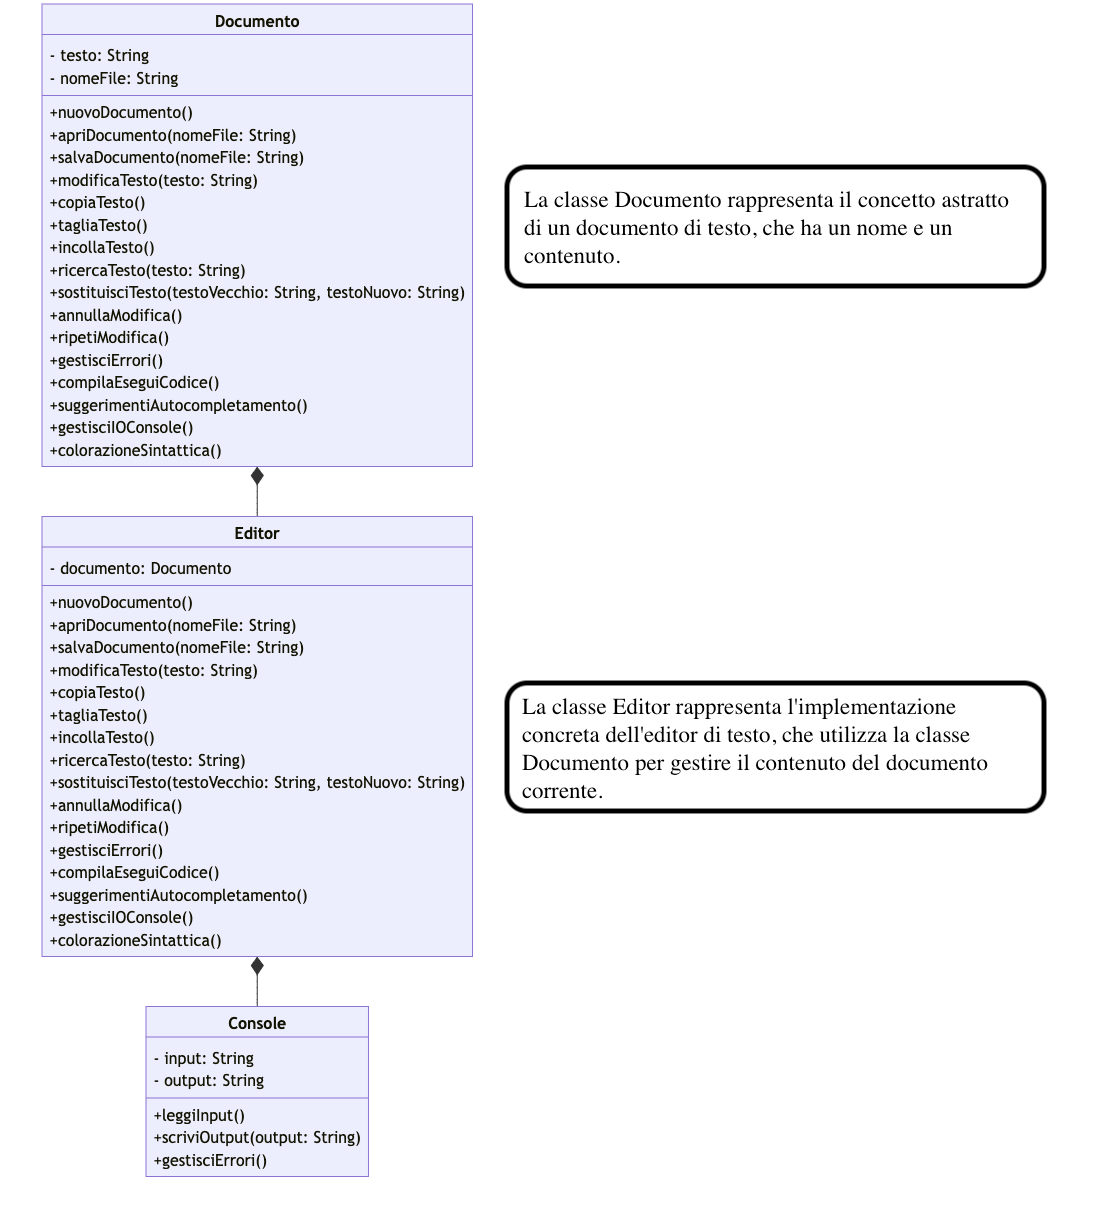 Documento
- testo: String
- nomeFile: String
+nuovoDocumento()
+apriDocumento(nomeFile: String)
+salvaDocumento(nomeFile: String)
+modificaTesto(testo: String)
+copiaTesto()
+tagliaTesto()
+incollaTesto()
+ricercaTesto(testo: String)
+sostituisciTesto(testoVecchio: String, testoNuovo: String)
+annullaModifica()
+ripetiModifica()
+gestisciErrori()
+compilaEseguiCodice()
+suggerimentiAutocompletamento()
+gestisciIOConsole()
+colorazioneSintattica()
La classe Documento rappresenta il concetto astratto
di un documento di testo, che ha un nome e un
contenuto.
Editor
- documento: Documento
+nuovoDocumento()
+apriDocumento(nomeFile: String)
+salvaDocumento(nomeFile: String)
+modificaTesto(testo: String)
+copiaTesto()
+tagliaTesto()
+incollaTesto()
+ricercaTesto(testo: String)
+sostituisciTesto(testoVecchio: String, testoNuovo: String)
+annullaModifica()
+ripetiModifica()
+gestisciErrori()
+compilaEseguiCodice()
+suggerimentiAutocompletamento()
+gestisciIOConsole()
+colorazioneSintattica()
La classe Editor rappresenta l'implementazione
concreta dell'editor di testo, che utilizza la classe
Documento per gestire il contenuto del documento
corrente.
Console
- input: String
- output: String
+leggiInput()
+scriviOutput(output: String)
+gestisciErrori()